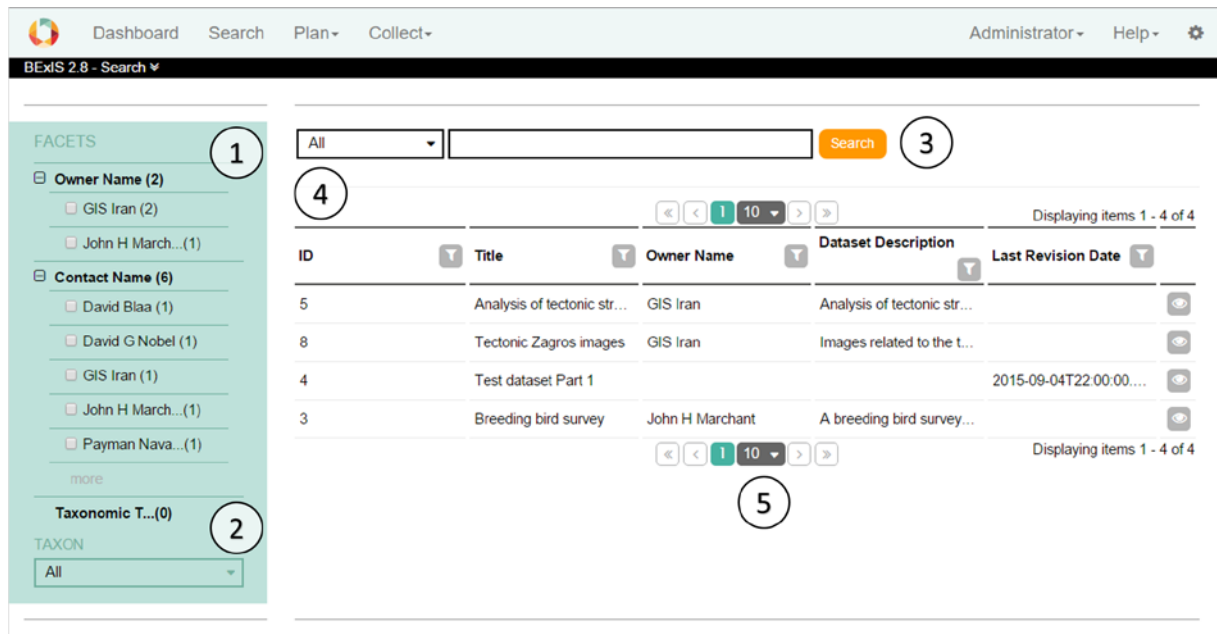 Dashboard Search Plan Collect Administrator Help
BExIS 2.8 - Search
FACETS
1
Owner Name (2)
GIS Iran (2)
John H March...(1)
Contact Name (6)
David Blaa (1)
David G Nobel (1)
GIS Iran (1)
John H March...(1)
Payman Nava...(1)
more
Taxonomic T...(0)
2
TAXON
All
All Search 3
4
« < 1 10 > » Displaying items 1 - 4 of 4
ID Title Owner Name Dataset Description Last Revision Date
5 Analysis of tectonic str... GIS Iran Analysis of tectonic str...
8 Tectonic Zagros images GIS Iran Images related to the t...
4 Test dataset Part 1 2015-09-04T22:00:00....
3 Breeding bird survey John H Marchant A breeding bird survey...
« < 1 10 > » Displaying items 1 - 4 of 4
5